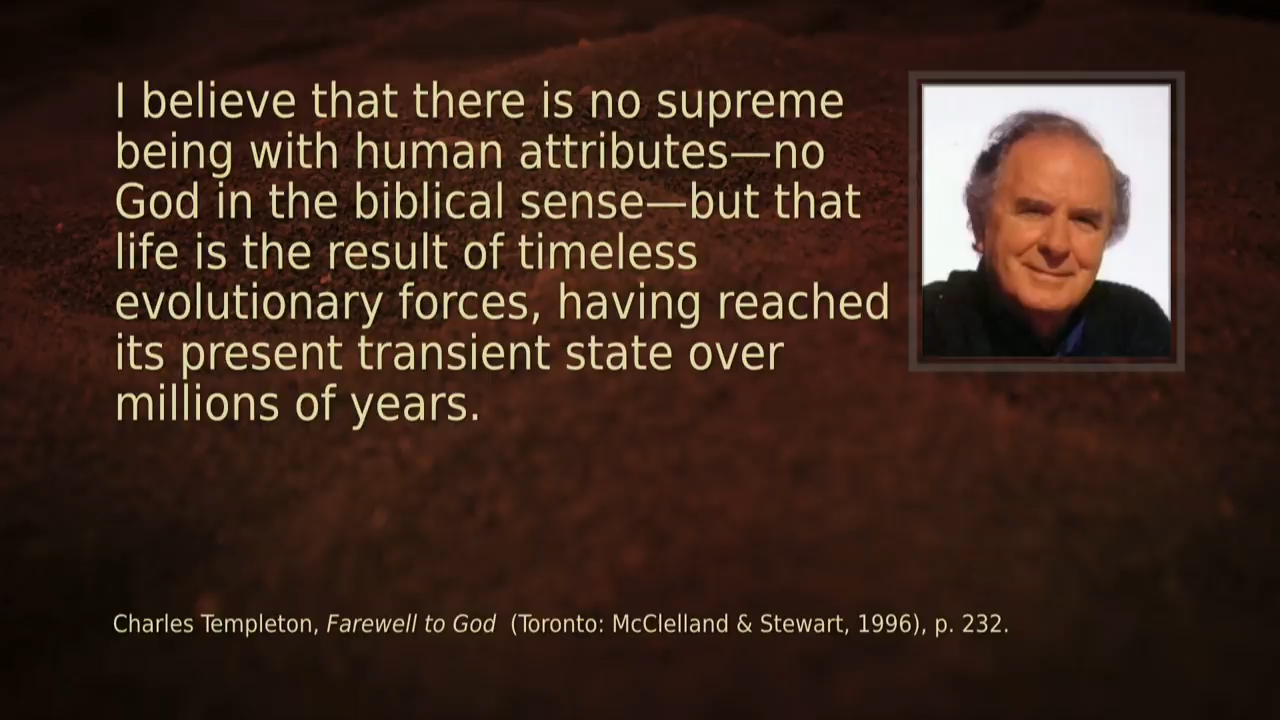 I believe that there is no supreme
being with human attributes—no
God in the biblical sense—but that
life is the result of timeless
evolutionary forces, having reached
its present transient state over
millions of years.
Charles Templeton, Farewell to God (Toronto: McClelland & Stewart, 1996), p. 232.